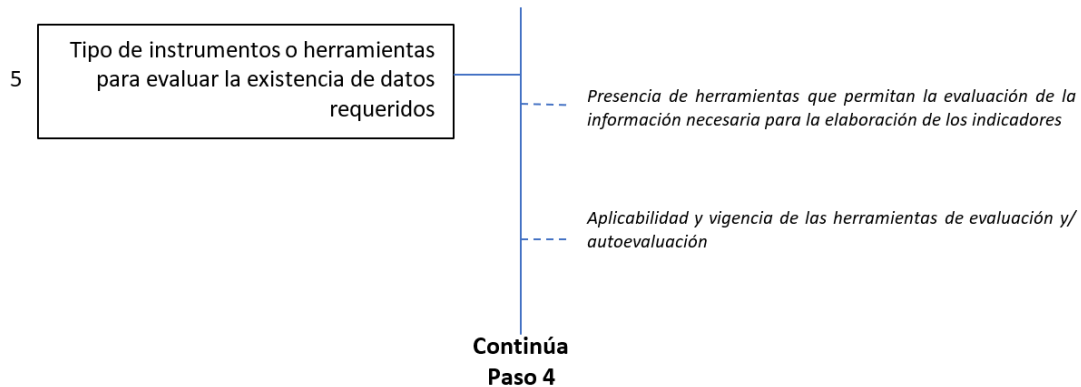 5
Tipo de instrumentos o herramientas
para evaluar la existencia de datos
requeridos
Presencia de herramientas que permitan la evaluación de la
información necesaria para la elaboración de los indicadores
Aplicabilidad y vigencia de las herramientas de evaluación y/
autoevaluación
Continúa
Paso 4